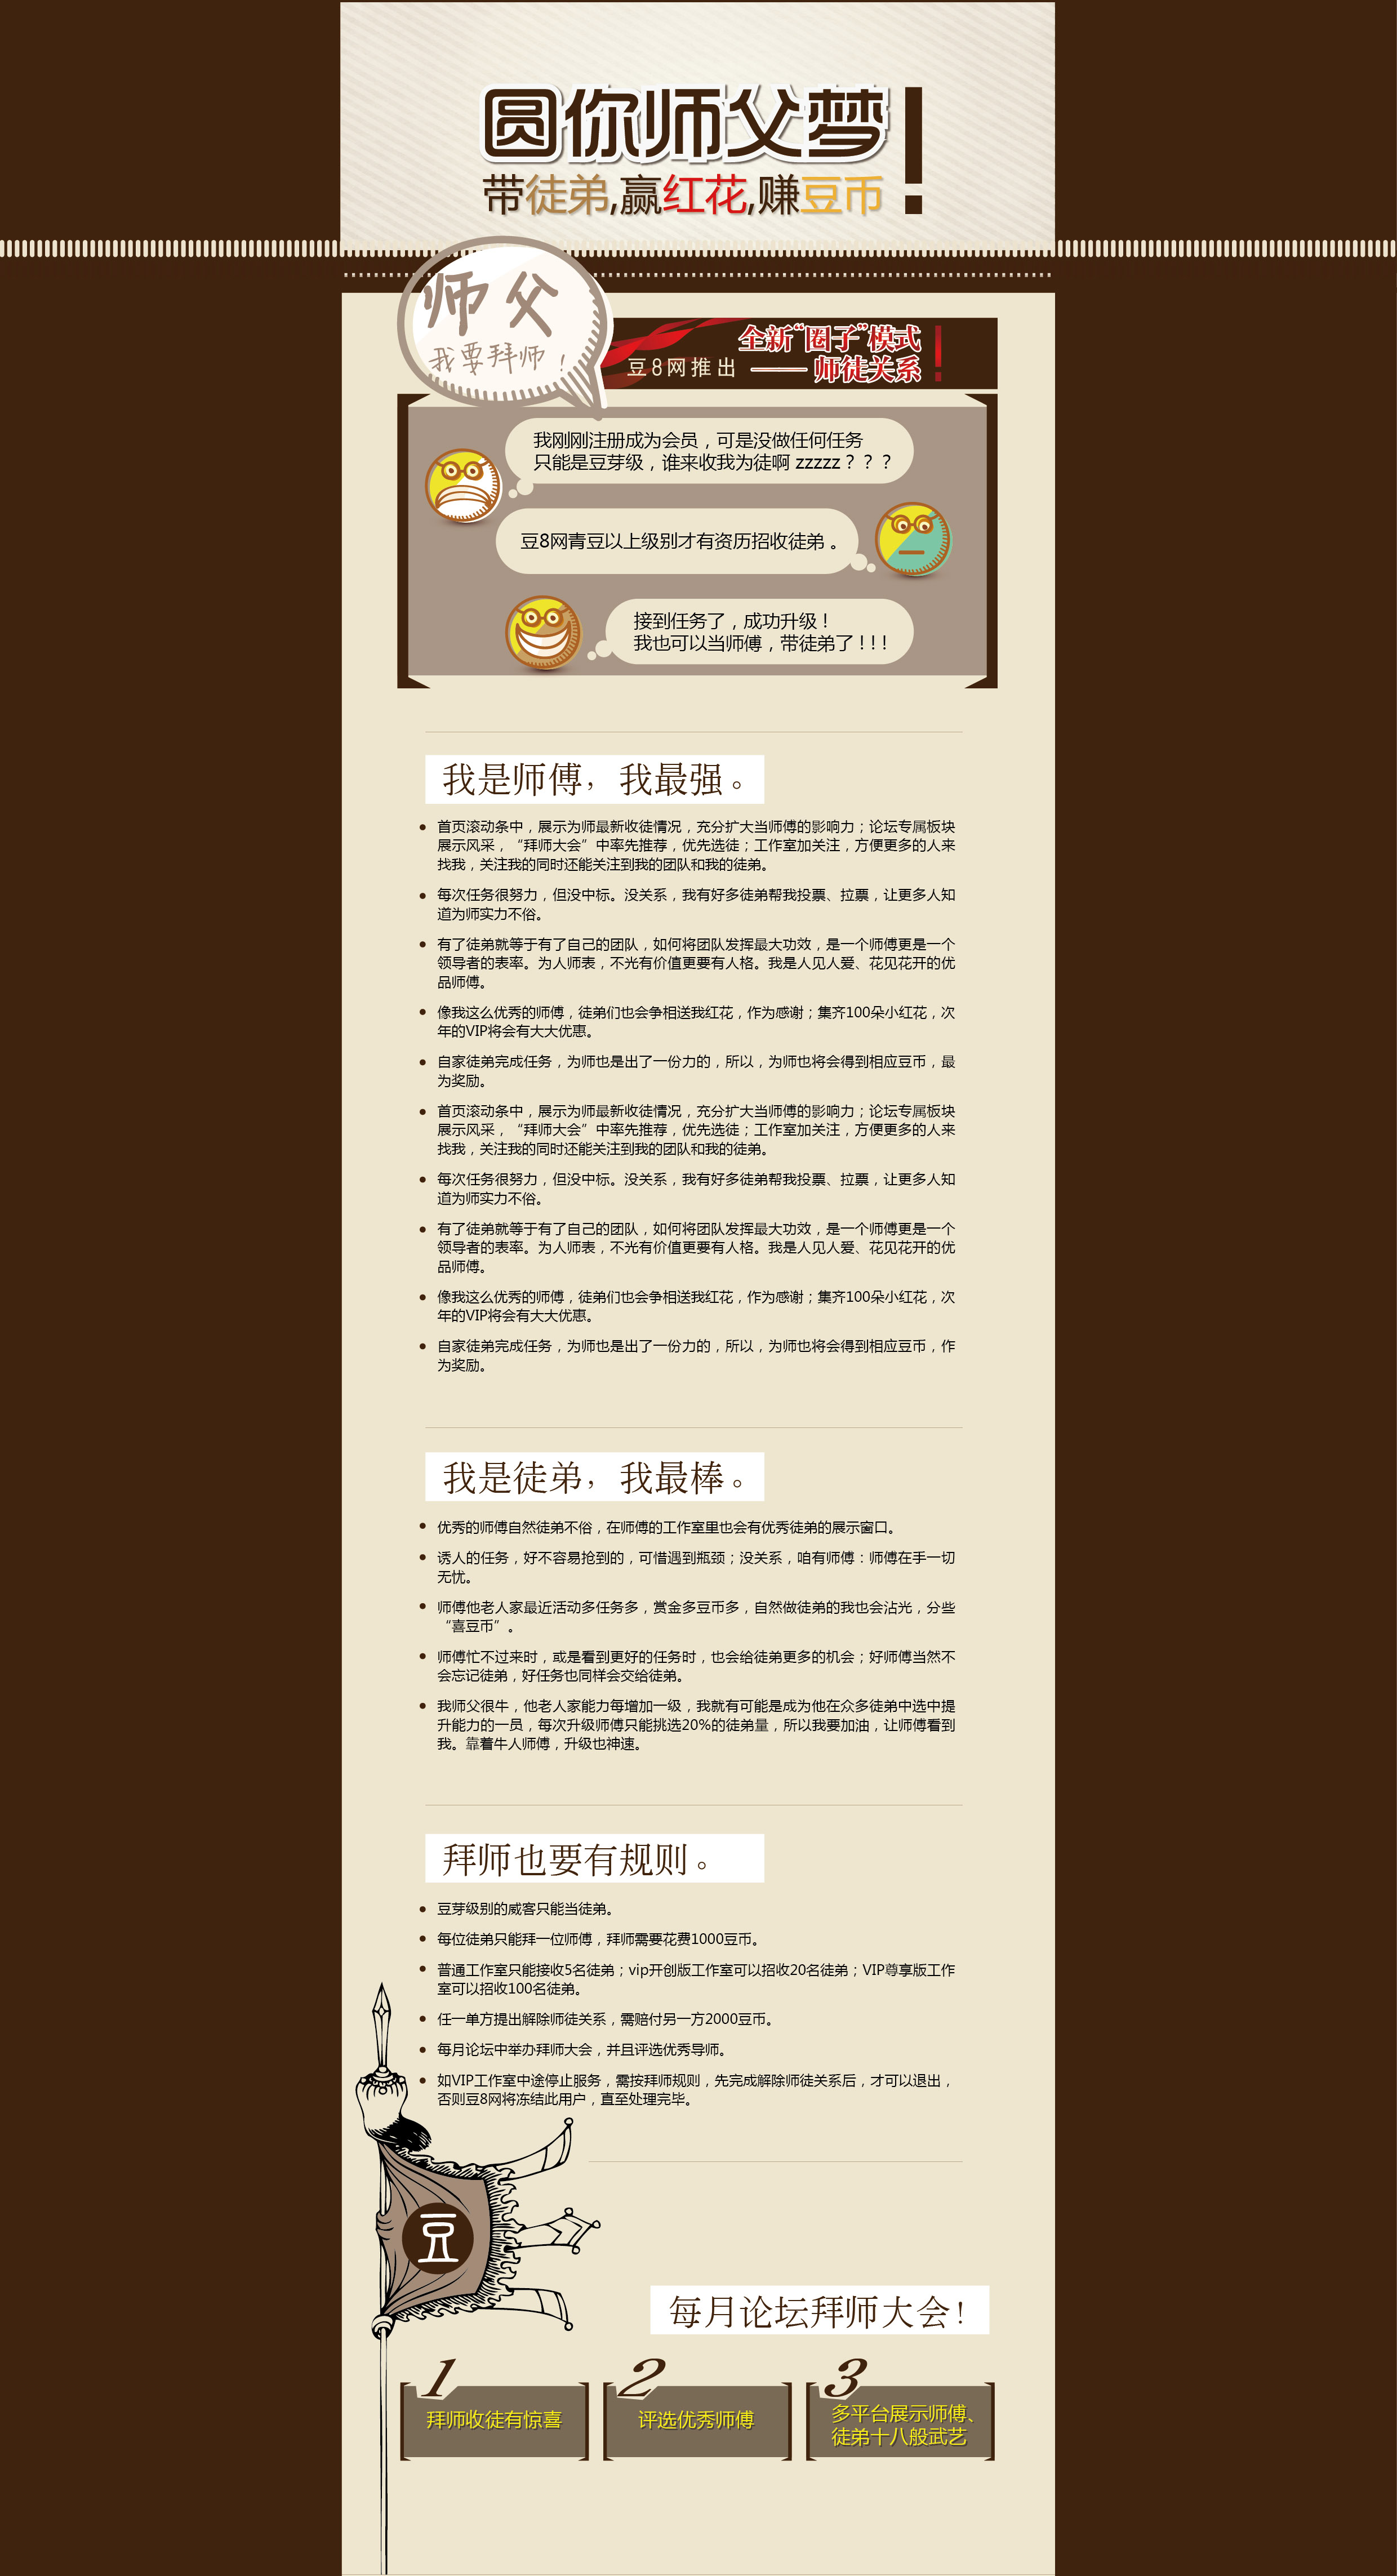 圆你师父梦!
带徒弟,赢红花,赚豆币
师父
我要拜师!
全新“圈子”模式
豆8网推出 —— 师徒关系!
我刚刚注册成为会员，可是没做任何任务
只能是豆芽级，谁来收我为徒啊 zzzzz？？？
豆8网青豆以上级别才有资历招收徒弟 。
接到任务了，成功升级！
我也可以当师傅，带徒弟了！！！
我是师傅，我最强。
首页滚动条中，展示为师最新收徒情况，充分扩大当师傅的影响力；论坛专属板块
展示风采，“拜师大会”中率先推荐，优先选徒；工作室加关注，方便更多的人来
找我，关注我的同时还能关注到我的团队和我的徒弟。
每次任务很努力，但没中标。没关系，我有好多徒弟帮我投票、拉票，让更多人知
道为师实力不俗。
有了徒弟就等于有了自己的团队，如何将团队发挥最大功效，是一个师傅更是一个
领导者的表率。为人师表，不光有价值更要有人格。我是人见人爱、花见花开的优
品师傅。
像我这么优秀的师傅，徒弟们也会争相送我红花，作为感谢；集齐100朵小红花，次
年的VIP将会有大大优惠。
自家徒弟完成任务，为师也是出了一份力的，所以，为师也将会得到相应豆币，最
为奖励。
首页滚动条中，展示为师最新收徒情况，充分扩大当师傅的影响力；论坛专属板块
展示风采，“拜师大会”中率先推荐，优先选徒；工作室加关注，方便更多的人来
找我，关注我的同时还能关注到我的团队和我的徒弟。
每次任务很努力，但没中标。没关系，我有好多徒弟帮我投票、拉票，让更多人知
道为师实力不俗。
有了徒弟就等于有了自己的团队，如何将团队发挥最大功效，是一个师傅更是一个
领导者的表率。为人师表，不光有价值更要有人格。我是人见人爱、花见花开的优
品师傅。
像我这么优秀的师傅，徒弟们也会争相送我红花，作为感谢；集齐100朵小红花，次
年的VIP将会有大大优惠。
自家徒弟完成任务，为师也是出了一份力的，所以，为师也将会得到相应豆币，作
为奖励。
我是徒弟，我最棒。
优秀的师傅自然徒弟不俗，在师傅的工作室里也会有优秀徒弟的展示窗口。
诱人的任务，好不容易抢到的，可惜遇到瓶颈；没关系，咱有师傅：师傅在手一切
无忧。
师傅他老人家最近活动多任务多，赏金多豆币多，自然做徒弟的我也会沾光，分些
“喜豆币”。
师傅忙不过来时，或是看到更好的任务时，也会给徒弟更多的机会；好师傅当然不
会忘记徒弟，好任务也同样会交给徒弟。
我师父很牛，他老人家能力每增加一级，我就有可能是成为他在众多徒弟中选中提
升能力的一员，每次升级师傅只能挑选20%的徒弟量，所以我要加油，让师傅看到
我。靠着牛人师傅，升级也神速。
拜师也要有规则。
豆芽级别的威客只能当徒弟。
每位徒弟只能拜一位师傅，拜师需要花费1000豆币。
普通工作室只能接收5名徒弟；vip开创版工作室可以招收20名徒弟；VIP尊享版工作
室可以招收100名徒弟。
任一单方提出解除师徒关系，需赔付另一方2000豆币。
每月论坛中举办拜师大会，并且评选优秀导师。
如VIP工作室中途停止服务，需按拜师规则，先完成解除师徒关系后，才可以退出，
否则豆8网将冻结此用户，直至处理完毕。
豆
每月论坛拜师大会！
1
拜师收徒有惊喜
2
评选优秀师傅
3
多平台展示师傅、
徒弟十八般武艺